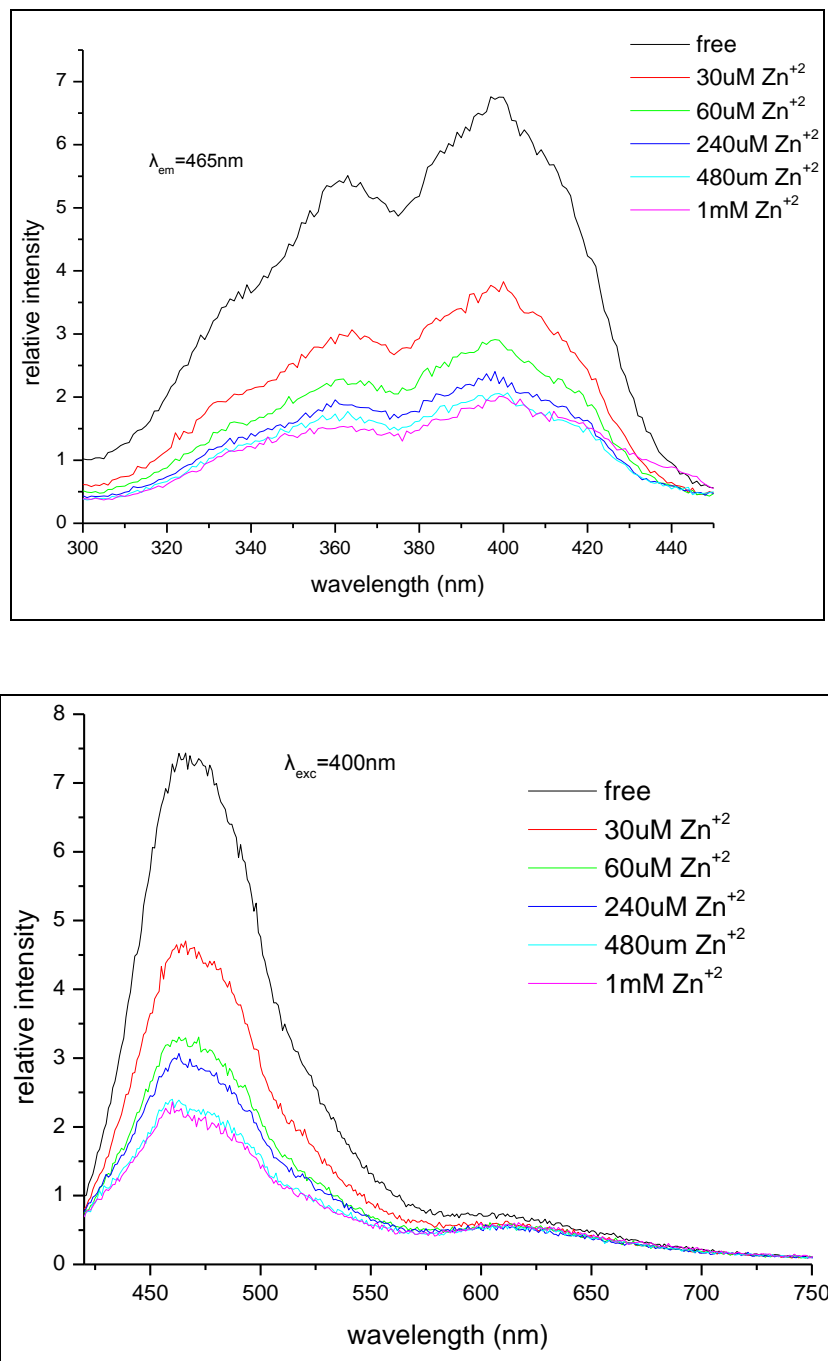 free
30uM Zn+2
60uM Zn+2
240uM Zn+2
480um Zn+2
1mM Zn+2
λem=465nm
7
6
5
4
3
2
1
0
relative intensity
300 320 340 360 380 400 420 440
wavelength (nm)
λexc=400nm
free
30uM Zn+2
60uM Zn+2
240uM Zn+2
480um Zn+2
1mM Zn+2
8
7
6
5
4
3
2
1
0
relative intensity
450 500 550 600 650 700 750
wavelength (nm)